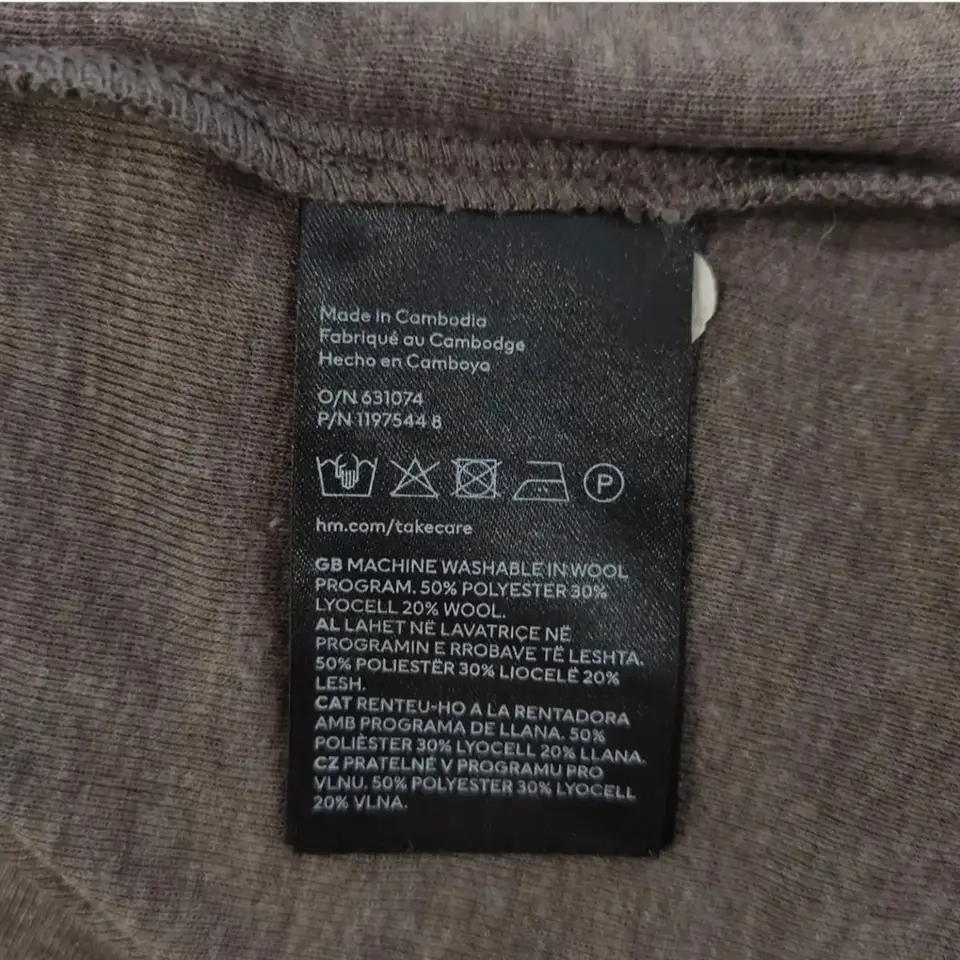 Made in Cambodia
Fabriqué au Cambodge
Hecho en Camboya
O/N 631074
P/N 1197544 8
P
hm.com/takecare
GB MACHINE WASHABLE IN WOOL
PROGRAM. 50% POLYESTER 30%
LYOCELL 20% WOOL.
AL LAHET NË LAVATRIÇE NË
PROGRAMIN E RROBAVE TË LESHTA.
50% POLIESTËR 30% LIOCELË 20%
LESH.
CAT RENTEU-HO A LA RENTADORA
AMB PROGRAMA DE LLANA. 50%
POLIÈSTER 30% LYOCELL 20% LLANA.
CZ PRATELNÉ V PROGRAMU PRO
VLNU. 50% POLYESTER 30% LYOCELL
20% VLNA.